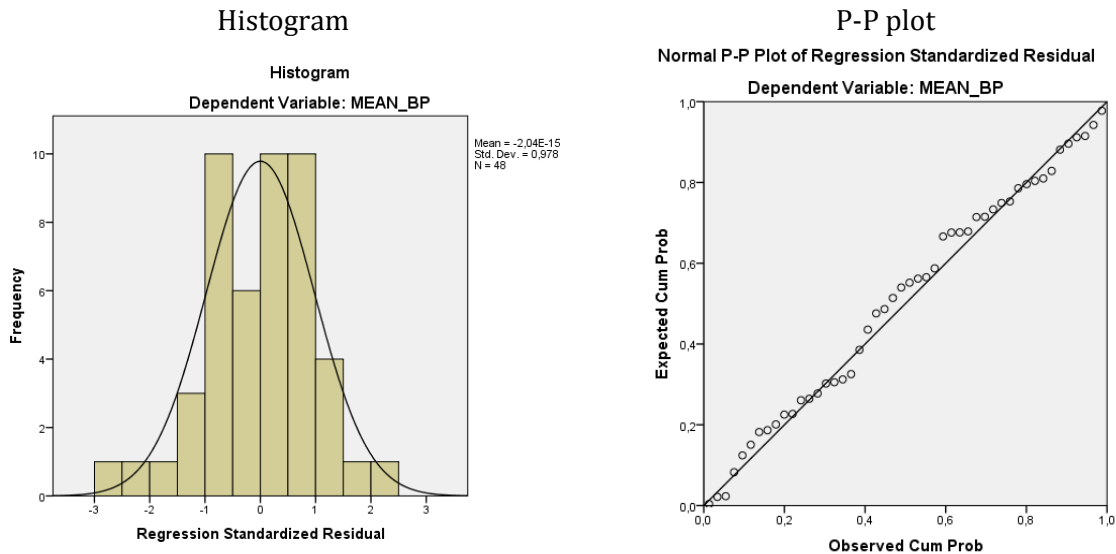 Histogram
Histogram
Dependent Variable: MEAN_BP
Mean = -2,04E-15
Std. Dev. = 0,978
N = 48
Frequency
10
8
6
4
2
0
-3 -2 -1 0 1 2 3
Regression Standardized Residual
P-P plot
Normal P-P Plot of Regression Standardized Residual
Dependent Variable: MEAN_BP
Expected Cum Prob
1,0
0,8
0,6
0,4
0,2
0,0
0,0 0,2 0,4 0,6 0,8 1,0
Observed Cum Prob